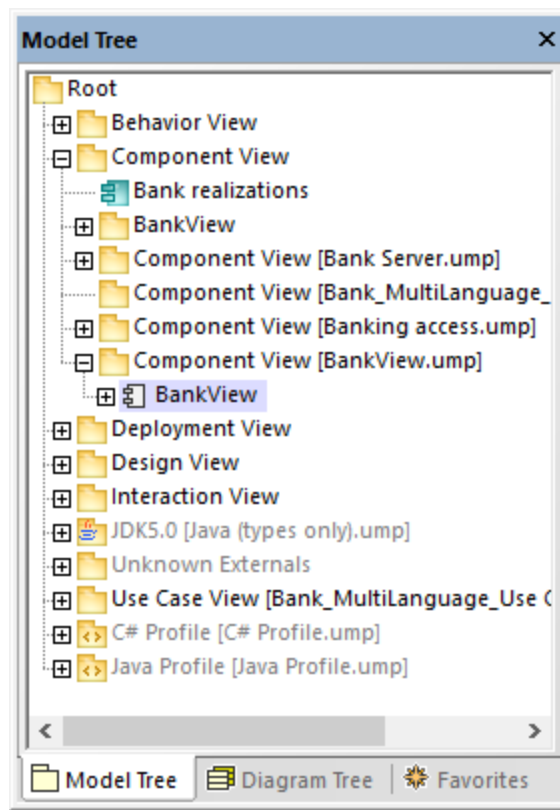 Model Tree
Root
Behavior View
Component View
Bank realizations
BankView
Component View [Bank Server.ump]
Component View [Bank_MultiLanguage_
Component View [Banking access.ump]
Component View [BankView.ump]
BankView
Deployment View
Design View
Interaction View
JDK5.0 [Java (types only).ump]
Unknown Externals
Use Case View [Bank_MultiLanguage_Use
C# Profile [C# Profile.ump]
Java Profile [Java Profile.ump]
Model Tree Diagram Tree Favorites